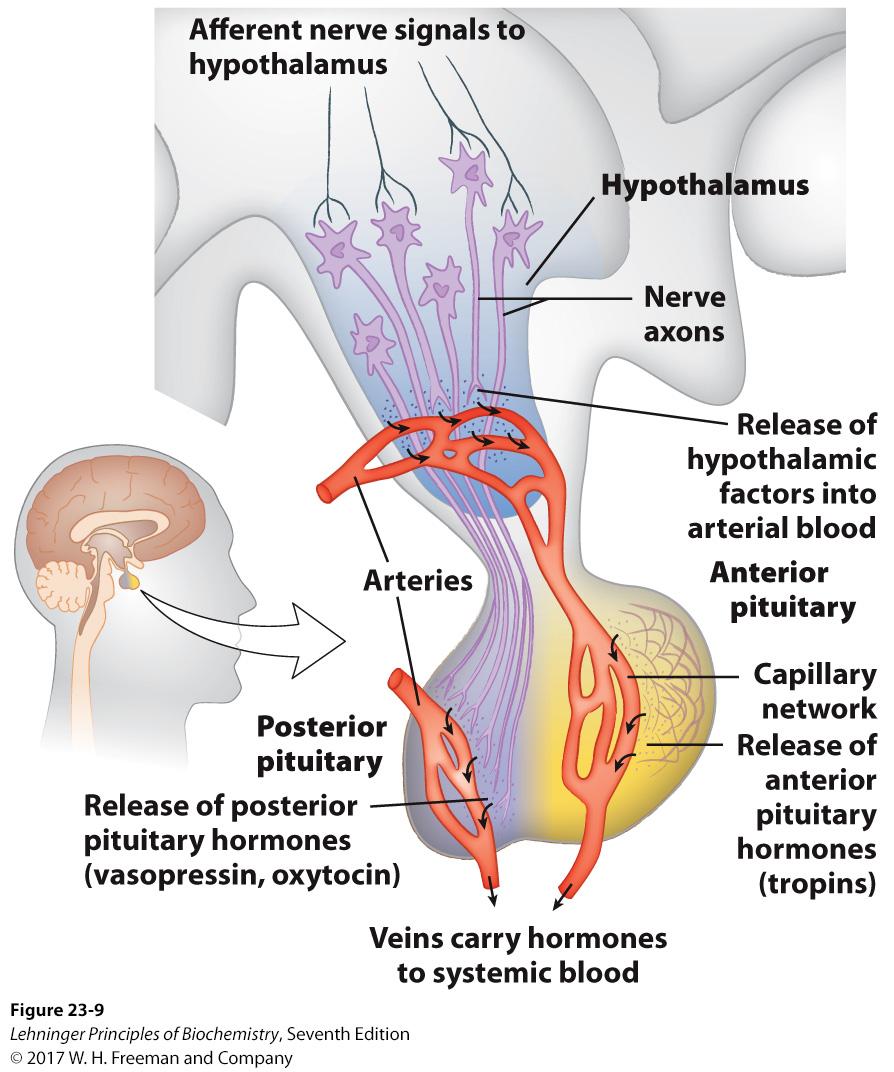 Afferent nerve signals to
hypothalamus
Hypothalamus
Nerve
axons
Release of
hypothalamic
factors into
arterial blood
Arteries
Anterior
pituitary
Capillary
network
Posterior
pituitary
Release of
anterior
pituitary
hormones
(tropins)
Release of posterior
pituitary hormones
(vasopressin, oxytocin)
Veins carry hormones
to systemic blood
Figure 23-9
Lehninger Principles of Biochemistry, Seventh Edition
© 2017 W. H. Freeman and Company